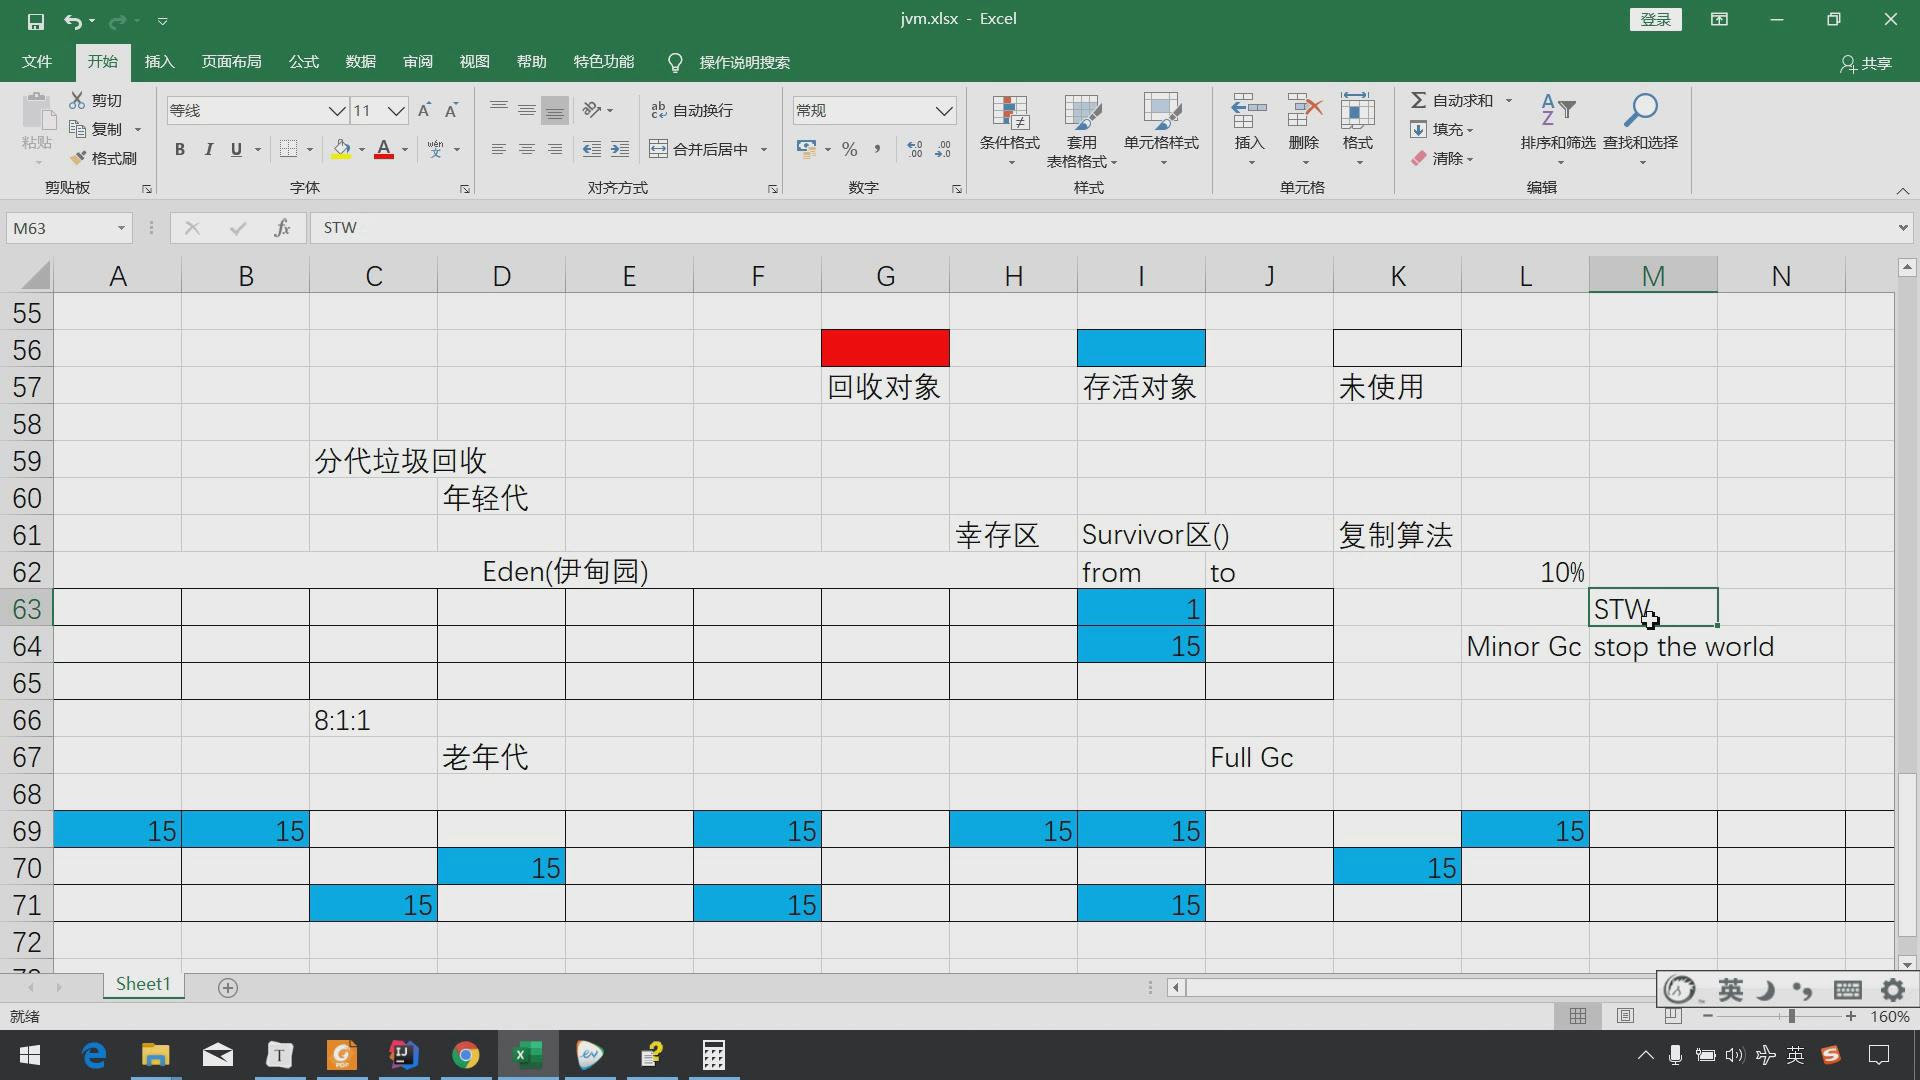 jvm.xlsx - Excel
登录
文件 开始 插入 页面布局 公式 数据 审阅 视图 帮助 特色功能 操作说明搜索 共享
粘贴 剪切 复制 格式刷 剪贴板
等线 11 B I U A wén 文 字体
ab 自动换行 合并后居中 对齐方式
常规 % 数字
条件格式 套用 表格格式 单元格样式 样式
插入 删除 格式 单元格
自动求和 填充 清除 排序和筛选 查找和选择 编辑
M63 fx STW
A B C D E F G H I J K L M N
55
56
57 回收对象 存活对象 未使用
58
59 分代垃圾回收
60 年轻代
61 幸存区 Survivor区() 复制算法
62 Eden(伊甸园) from to 10%
63 1 STW
64 15 Minor Gc stop the world
65
66 8:1:1
67 老年代 Full Gc
68
69 15 15 15 15 15 15
70 15 15
71 15 15 15
72
Sheet1
英
就绪 160%
英